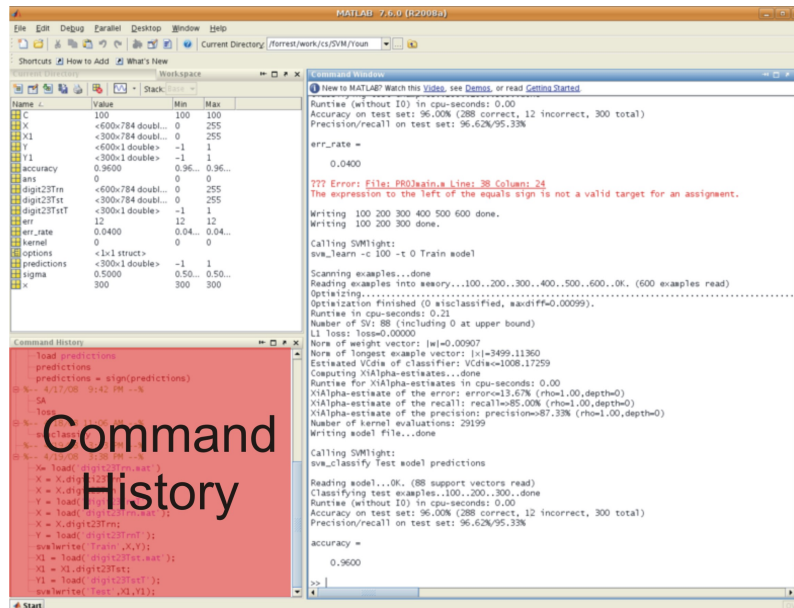 MATLAB 7.6.0 (R2008a)
File Edit Debug Parallel Desktop Window Help
Current Directory: /forrest/work/cs/SVM/Youn
Shortcuts How to Add What's New
Current Directory Workspace
Stack: Base
Name Value Min Max
C 100 100 100
X <600x784 doubl... 0 255
X1 <300x784 doubl... 0 255
Y <600x1 double> -1 1
Y1 <300x1 double> -1 1
accuracy 0.9600 0.96... 0.96...
ans 0 0 0
digit23Trn <600x784 doubl... 0 255
digit23Tst <300x784 doubl... 0 255
digit23TstT <300x1 double> -1 1
err 12 12 12
err_rate 0.0400 0.04... 0.04...
kernel 0 0 0
options <1x1 struct>
predictions <300x1 double> -1 1
sigma 0.5000 0.50... 0.50...
x 300 300 300
Command History
load predictions
predictions
predictions = sign(predictions)
%-- 4/17/08 9:42 PM --%
SA
loss
11:06 AM --%
%-- 4/19/08 3:38 PM --%
X= load('digit23Trn.mat')
X = X.digit23Trn
X = X.digit23Trn
Y = load('digit23TrnT')
X = load('digit23Trn.mat');
X = X.digit23Trn;
Y = load('digit23TrnT');
svmlwrite('Train',X,Y);
X1 = load('digit23Tst.mat');
X1 = X1.digit23Tst;
Y1 = load('digit23TstT');
svmlwrite('Test',X1,Y1);
Command
History
Start
Command Window
New to MATLAB? Watch this Video, see Demos, or read Getting Started.
Runtime (without IO) in cpu-seconds: 0.00
Accuracy on test set: 96.00% (288 correct, 12 incorrect, 300 total)
Precision/recall on test set: 96.62%/95.33%
err_rate =
0.0400
??? Error: File: PROJmain.m Line: 38 Column: 24
The expression to the left of the equals sign is not a valid target for an assignment.
Writing 100 200 300 400 500 600 done.
Writing 100 200 300 done.
Calling SVMlight:
svm_learn -c 100 -t 0 Train model
Scanning examples...done
Reading examples into memory...100..200..300..400..500..600..OK. (600 examples read)
Optimizing.......................................................................................
Optimization finished (0 misclassified, maxdiff=0.00099).
Runtime in cpu-seconds: 0.21
Number of SV: 88 (including 0 at upper bound)
L1 loss: loss=0.00000
Norm of weight vector: |w|=0.00907
Norm of longest example vector: |x|=3499.11360
Estimated VCdim of classifier: VCdim<=1008.17259
Computing XiAlpha-estimates...done
Runtime for XiAlpha-estimates in cpu-seconds: 0.00
XiAlpha-estimate of the error: error<=13.67% (rho=1.00,depth=0)
XiAlpha-estimate of the recall: recall=>85.00% (rho=1.00,depth=0)
XiAlpha-estimate of the precision: precision=>87.33% (rho=1.00,depth=0)
Number of kernel evaluations: 29199
Writing model file...done
Calling SVMlight:
svm_classify Test model predictions
Reading model...OK. (88 support vectors read)
Classifying test examples..100..200..300..done
Runtime (without IO) in cpu-seconds: 0.00
Accuracy on test set: 96.00% (288 correct, 12 incorrect, 300 total)
Precision/recall on test set: 96.62%/95.33%
accuracy =
0.9600
>>